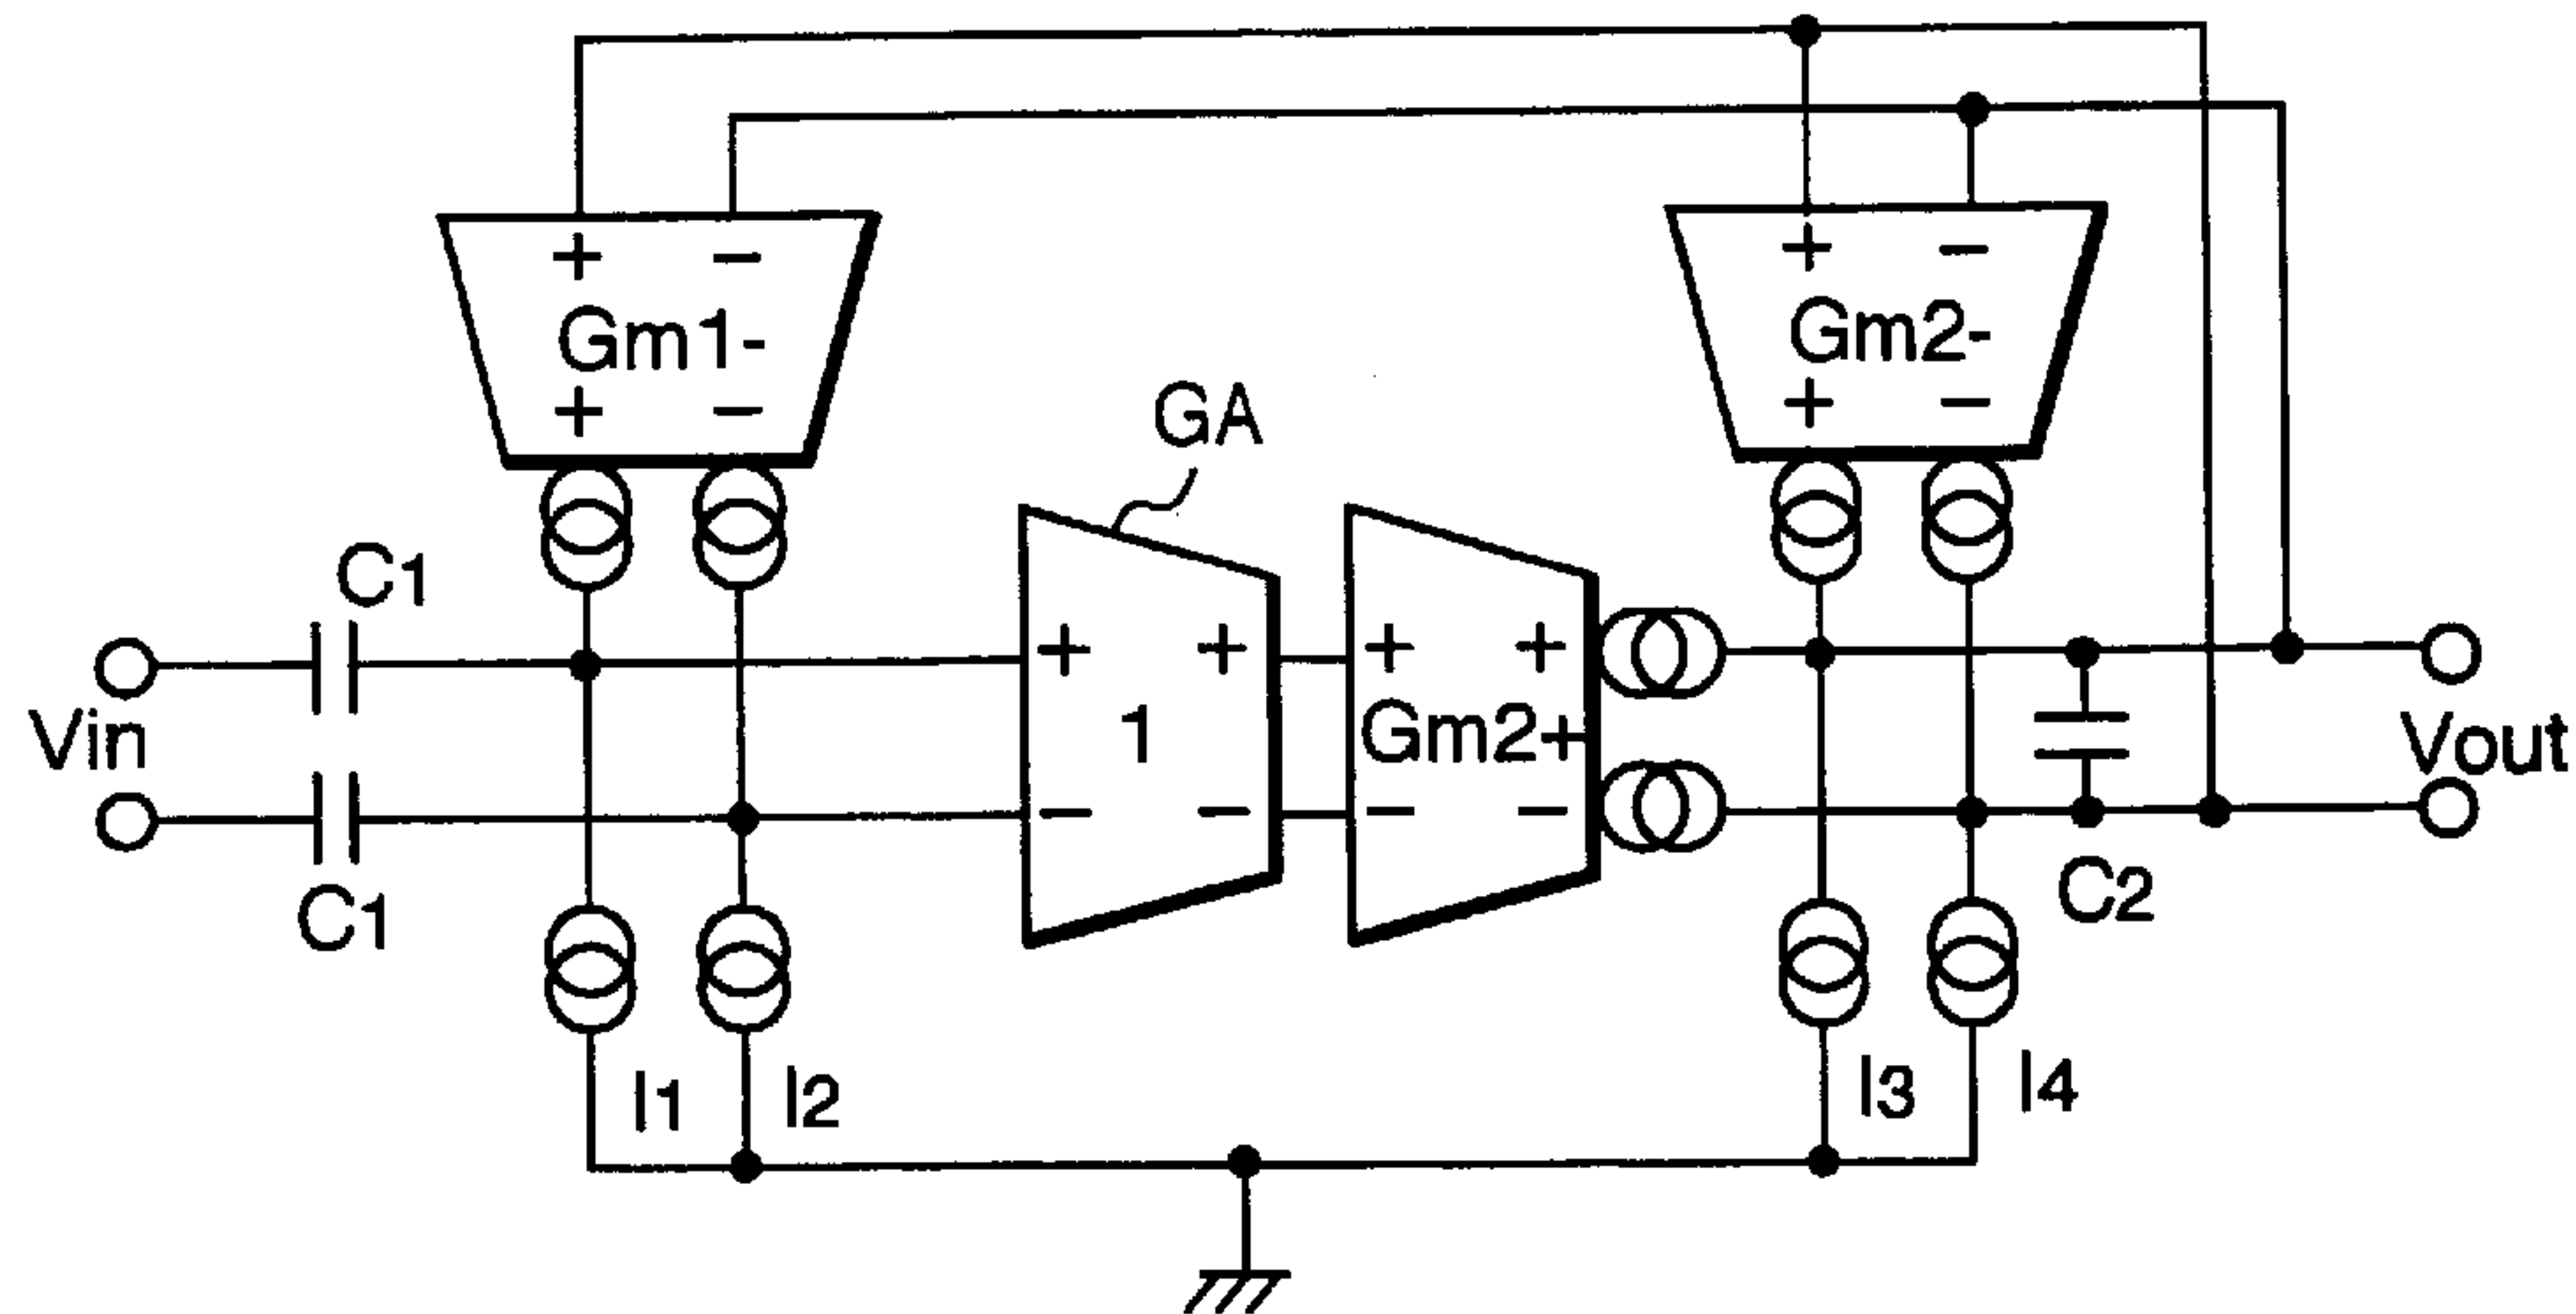 + −
Gm1-
+ −
+ −
Gm2-
+ −
GA
C1
C1
Vin
+ +
1
− −
+ +
Gm2+
− −
C2
Vout
I1
I2
I3
I4